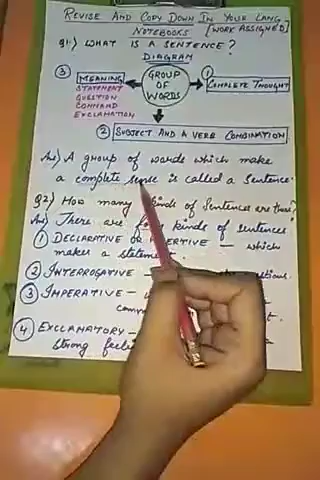 REVISE AND COPY DOWN IN YOUR LANG
NOTEBOOKS [WORK ASSIGNED]
Q1:- WHAT IS A SENTENCE?
DIAGRAM
③ MEANING
STATEMENT
QUESTION
COMMAND
EXCLAMATION
GROUP
OF
WORDS
①
COMPLETE THOUGHT
② SUBJECT AND A VERB COMBINATION
Ans) A group of words which make
a complete sense is called a sentence.
Q2) How many kinds of sentences are there?
Ans) There are four kinds of sentences
① DECLARATIVE OR ASSERTIVE – which
makes a statement.
② INTERROGATIVE –
③ IMPERATIVE –
④ EXCLAMATORY –
strong